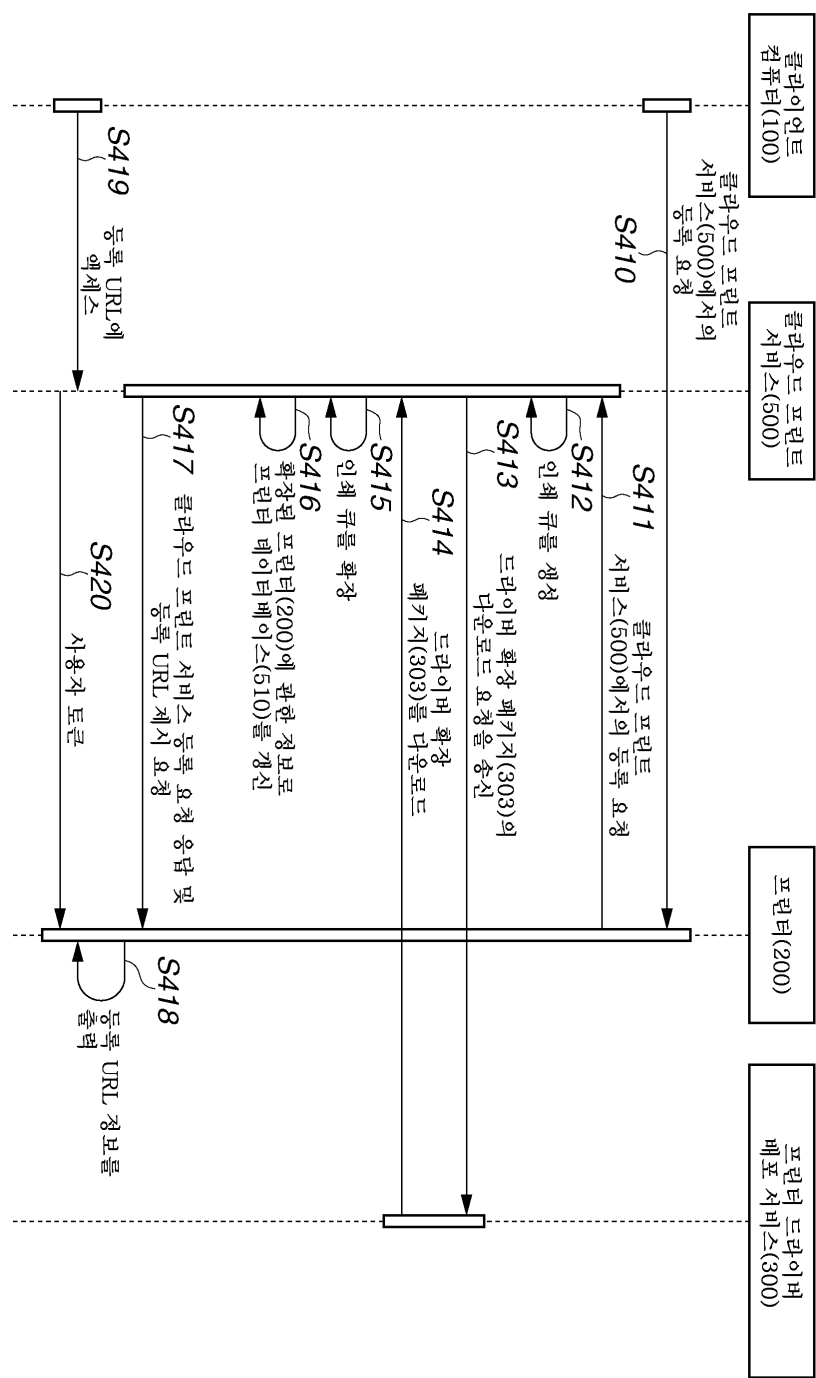 클라이언트
컴퓨터(100)
클라우드 프린트
서비스(500)
프린터(200)
프린터 드라이버
배포 서비스(300)
클라우드 프린트
서비스(500)에서의
등록 요청
S410
S411
클라우드 프린트
서비스(500)에서의 등록 요청
S412
인쇄 큐를 생성
S413
드라이버 확장 패키지(303)의
다운로드 요청을 송신
S414
드라이버 확장
패키지(303)를 다운로드
S415
인쇄 큐를 확장
S416
확장된 프린터(200)에 관한 정보로
프린터 데이터베이스(510)를 갱신
S417
클라우드 프린트 서비스 등록 요청 응답 및
등록 URL 제시 요청
S418
등록 URL 정보를
출력
S419
등록 URL에
액세스
S420
사용자 토큰